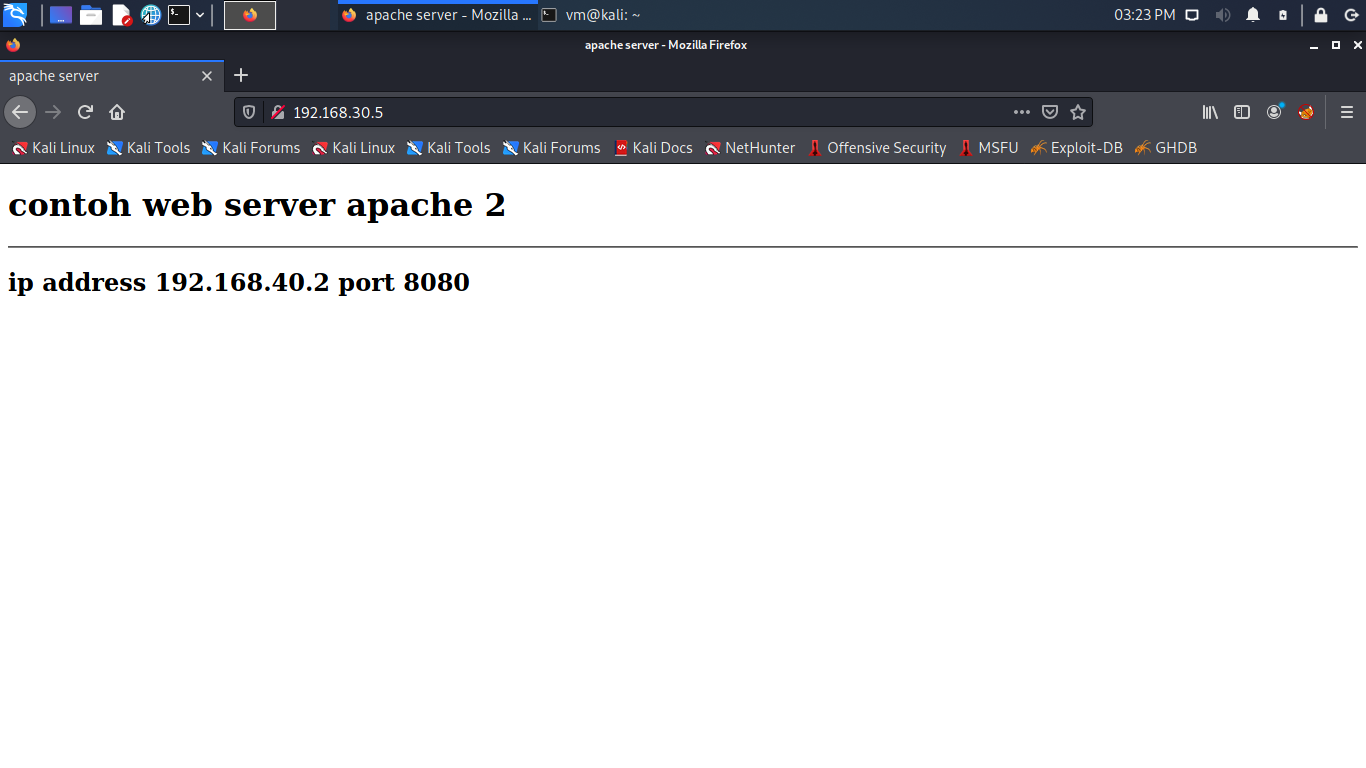 apache server - Mozilla ...
vm@kali: ~
03:23 PM
apache server - Mozilla Firefox
apache server
192.168.30.5
Kali Linux
Kali Tools
Kali Forums
Kali Linux
Kali Tools
Kali Forums
Kali Docs
NetHunter
Offensive Security
MSFU
Exploit-DB
GHDB
contoh web server apache 2
ip address 192.168.40.2 port 8080